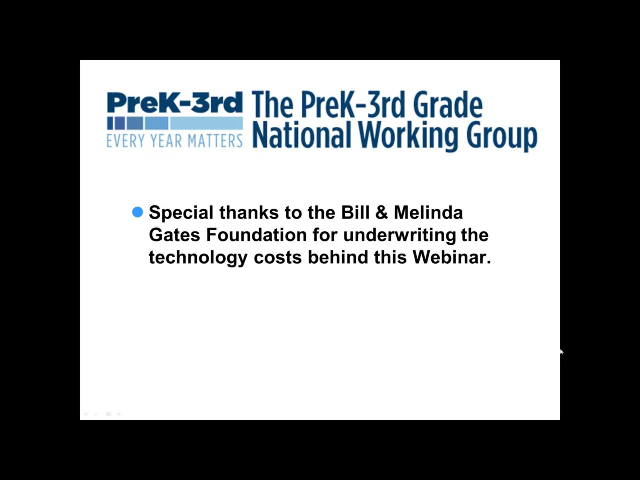 PreK-3rd
EVERY YEAR MATTERS
The PreK-3rd Grade
National Working Group
Special thanks to the Bill & Melinda
Gates Foundation for underwriting the
technology costs behind this Webinar.